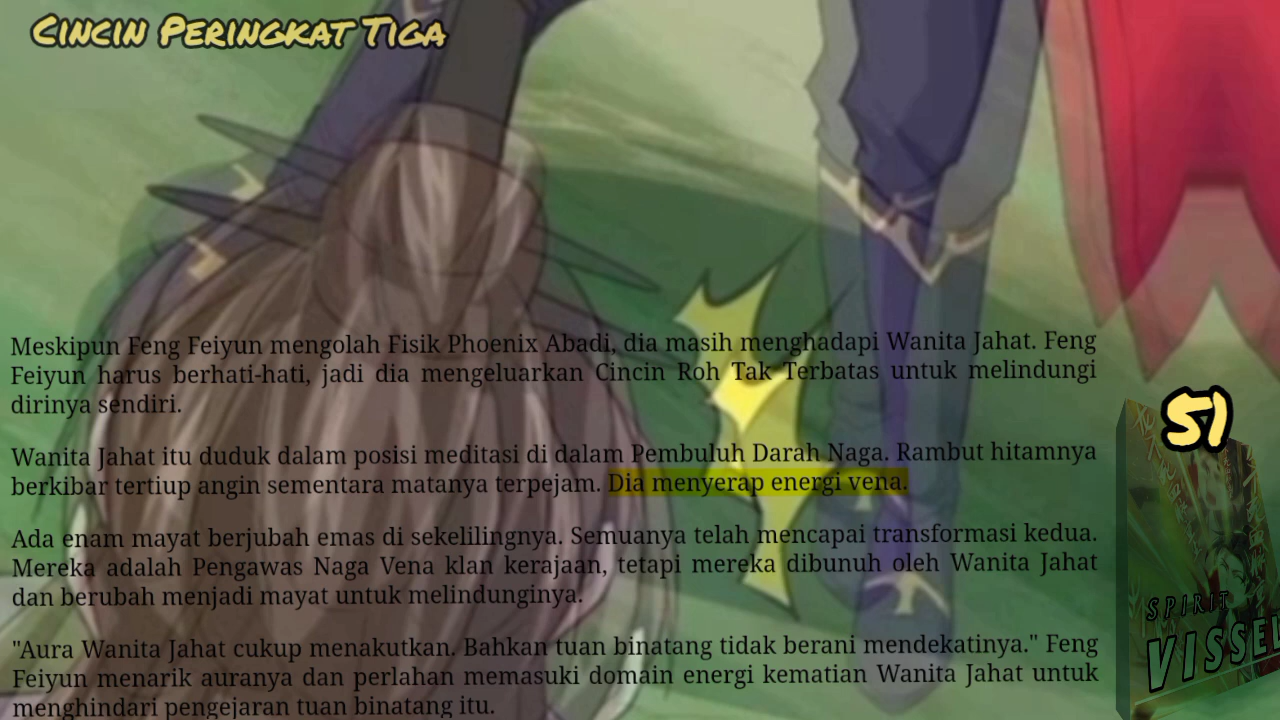 Cincin Peringkat Tiga
Meskipun Feng Feiyun mengolah Fisik Phoenix Abadi, dia masih menghadapi Wanita Jahat. Feng
Feiyun harus berhati-hati, jadi dia mengeluarkan Cincin Roh Tak Terbatas untuk melindungi
dirinya sendiri.
Wanita Jahat itu duduk dalam posisi meditasi di dalam Pembuluh Darah Naga. Rambut hitamnya
berkibar tertiup angin sementara matanya terpejam. Dia menyerap energi vena.
Ada enam mayat berjubah emas di sekelilingnya. Semuanya telah mencapai transformasi kedua.
Mereka adalah Pengawas Naga Vena klan kerajaan, tetapi mereka dibunuh oleh Wanita Jahat
dan berubah menjadi mayat untuk melindunginya.
"Aura Wanita Jahat cukup menakutkan. Bahkan tuan binatang tidak berani mendekatinya." Feng
Feiyun menarik auranya dan perlahan memasuki domain energi kematian Wanita Jahat untuk
menghindari pengejaran tuan binatang itu.
51
SPIRIT
VISSEL